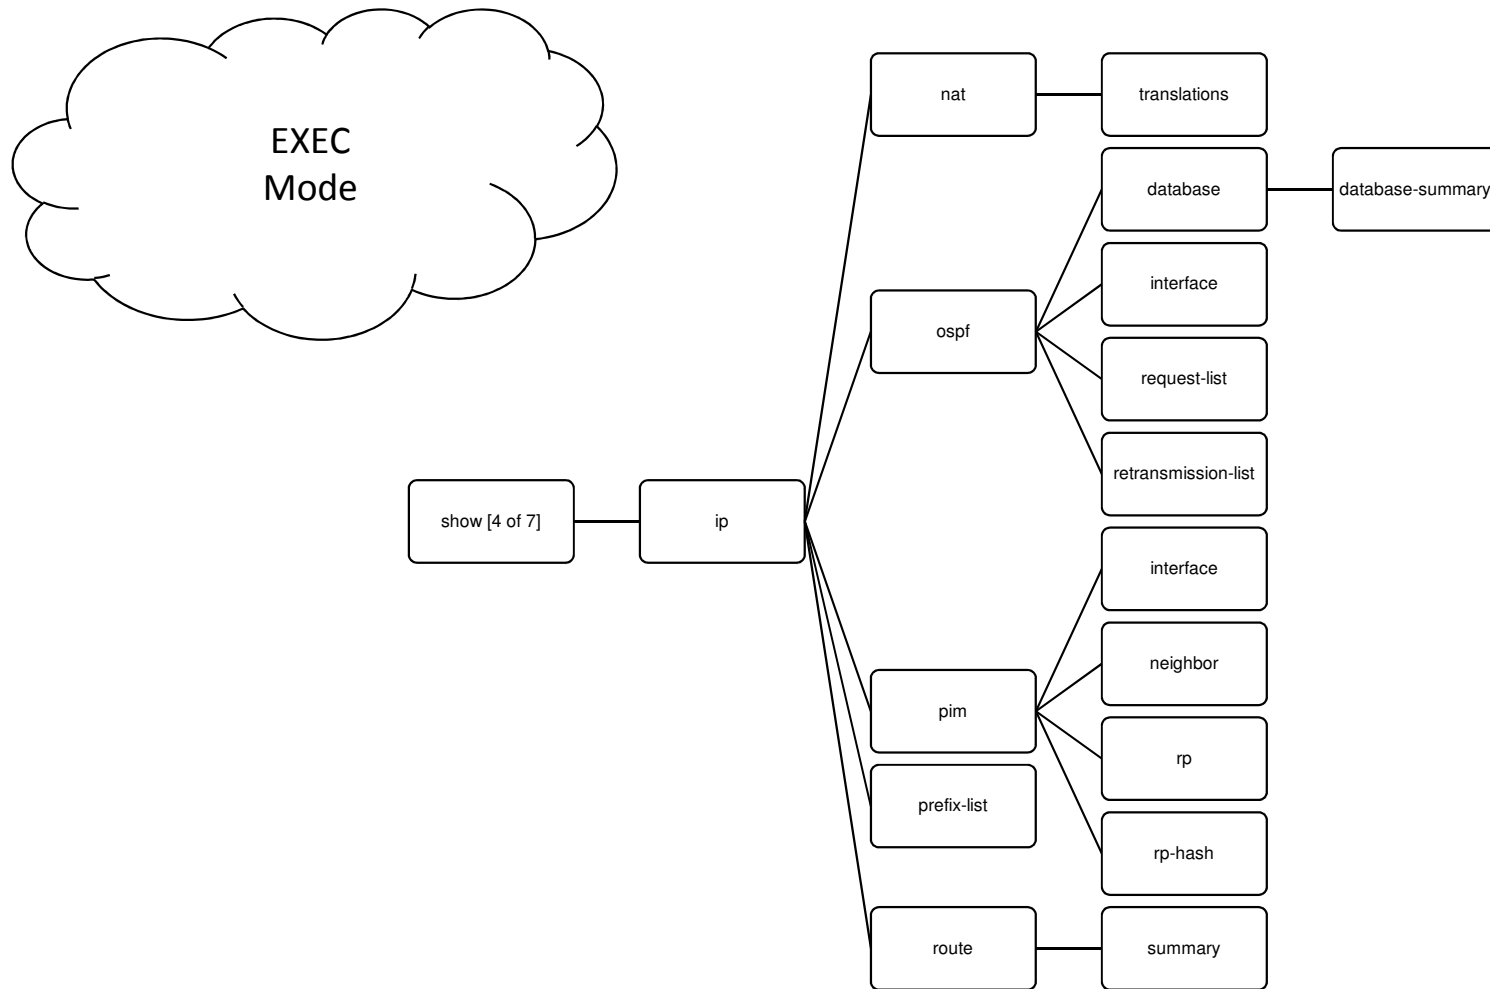 EXEC
Mode
nat
translations
database
database-summary
interface
ospf
request-list
retransmission-list
show [4 of 7]
ip
interface
neighbor
pim
rp
prefix-list
rp-hash
route
summary